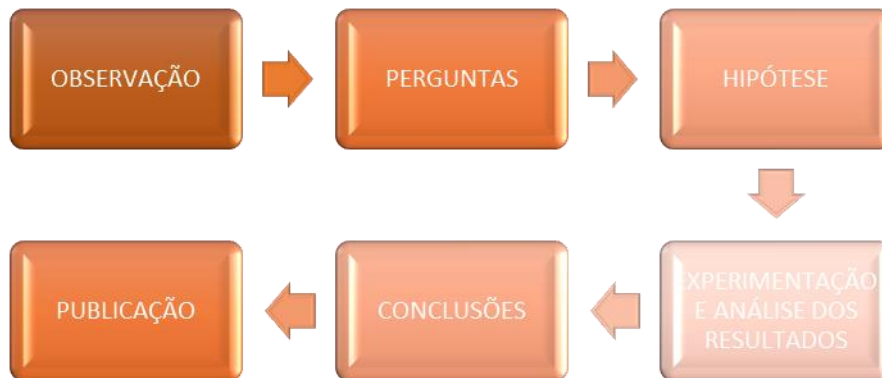 OBSERVAÇÃO
PERGUNTAS
HIPÓTESE
EXPERIMENTAÇÃO
E ANÁLISE DOS
RESULTADOS
CONCLUSÕES
PUBLICAÇÃO